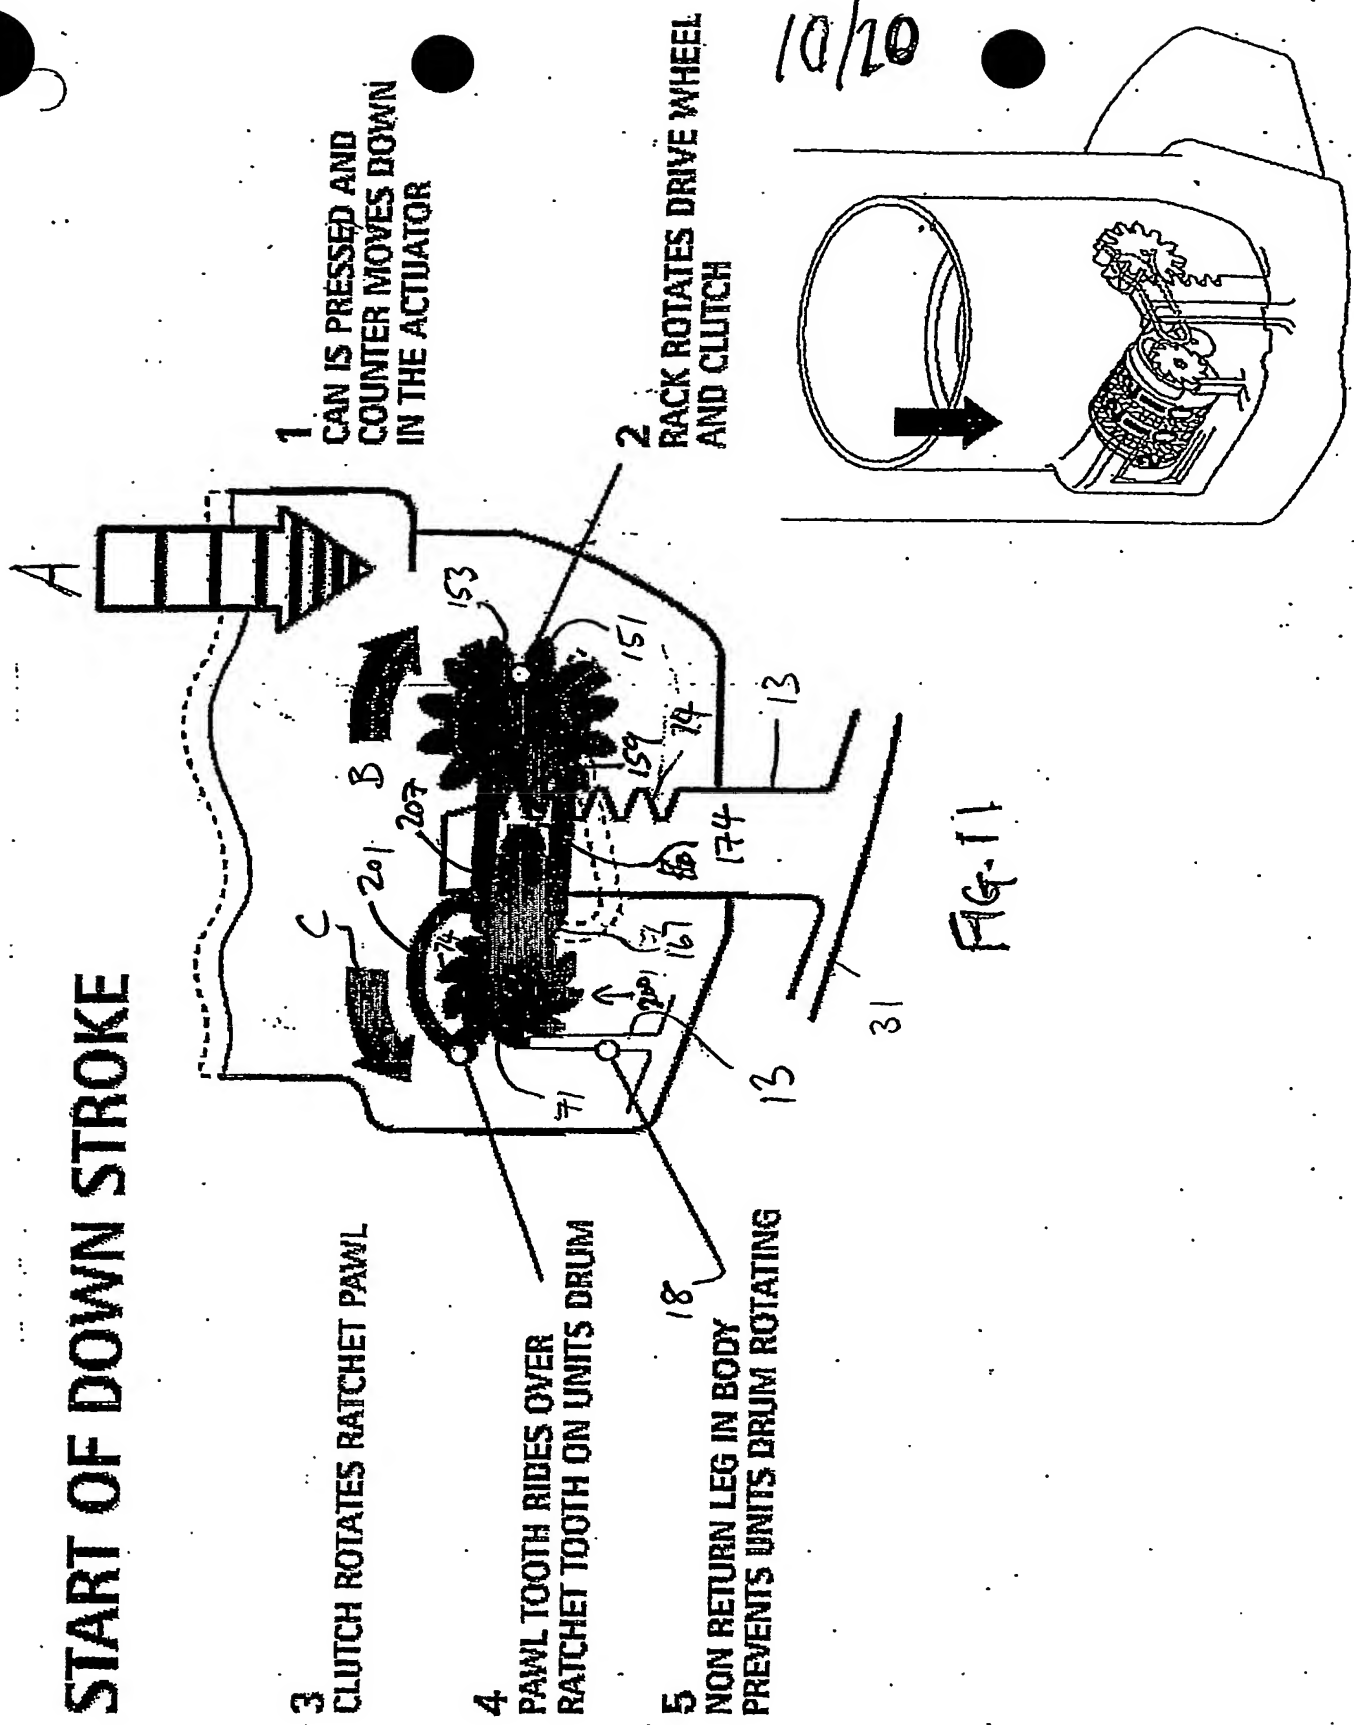 10/20
START OF DOWN STROKE
1
CAN IS PRESSED AND
COUNTER MOVES DOWN
IN THE ACTUATOR
2
RACK ROTATES DRIVE WHEEL
AND CLUTCH
3
CLUTCH ROTATES RATCHET PAWL
4
PAWL TOOTH RIDES OVER
RATCHET TOOTH ON UNITS DRUM
5
NON RETURN LEG IN BODY
PREVENTS UNITS DRUM ROTATING
A
B
C
153
151
13
74
159
207
201
174
167
71
13
18
31
FIG. 11